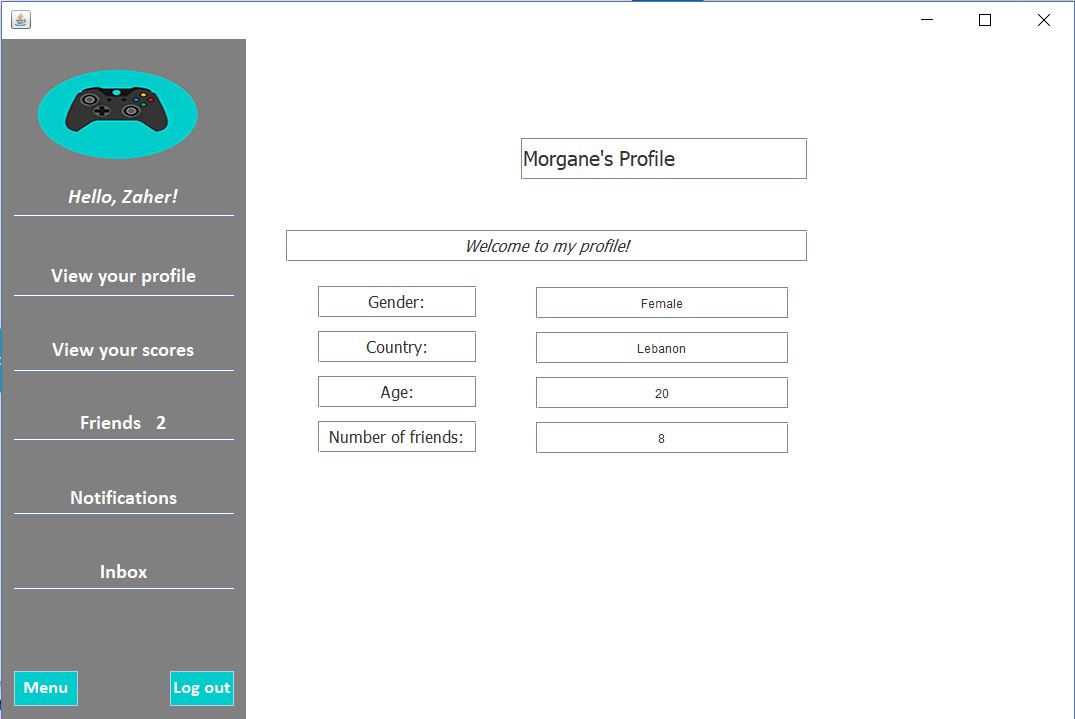 Hello, Zaher!
View your profile
View your scores
Friends 2
Notifications
Inbox
Menu
Log out
Morgane's Profile
Welcome to my profile!
Gender: Female
Country: Lebanon
Age: 20
Number of friends: 8